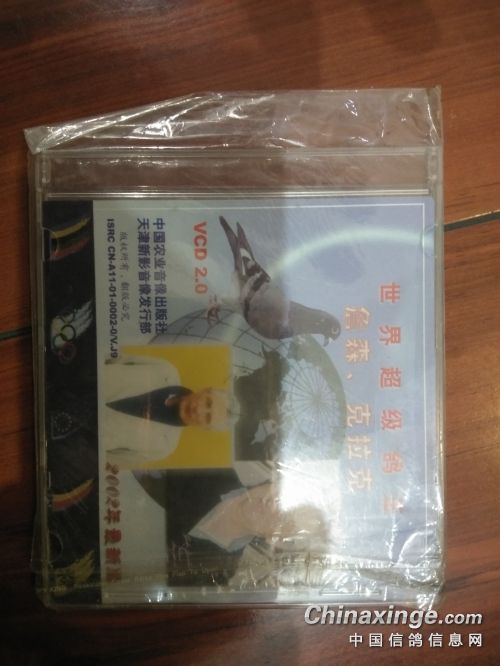 世界超级鸽王
詹森、克拉克
VCD 2.0
中国农业音像出版社
天津新影音像发行部
版权所有,翻版必究
ISRC CN-A11-01-0002-0/V.J9
2002年最新版
Chinaxinge.com
中国信鸽信息网